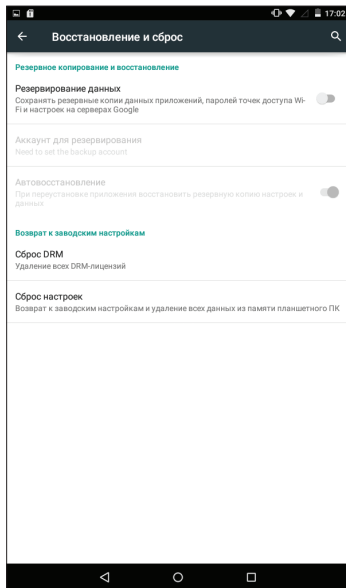 17:02
Восстановление и сброс
Резервное копирование и восстановление
Резервирование данных
Сохранять резервные копии данных приложений, паролей точек доступа Wi-
Fi и настроек на серверах Google
Аккаунт для резервирования
Need to set the backup account
Автовосстановление
При переустановке приложения восстановить резервную копию настроек и
данных
Возврат к заводским настройкам
Сброс DRM
Удаление всех DRM-лицензий
Сброс настроек
Возврат к заводским настройкам и удаление всех данных из памяти планшетного ПК